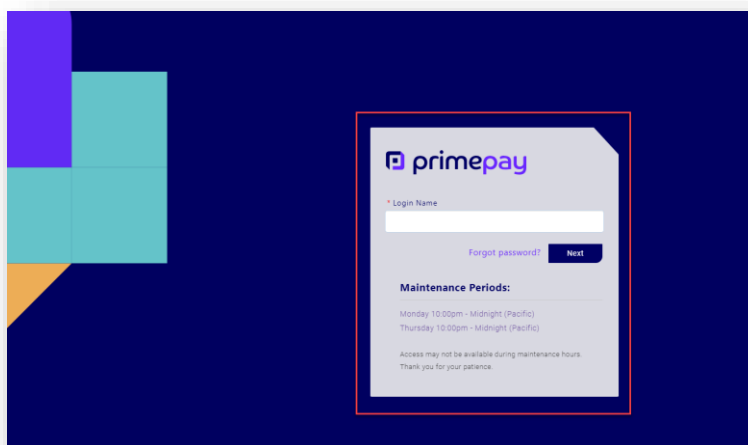 primepay
* Login Name
Forgot password? Next
Maintenance Periods:
Monday 10:00pm - Midnight (Pacific)
Thursday 10:00pm - Midnight (Pacific)
Access may not be available during maintenance hours.
Thank you for your patience.